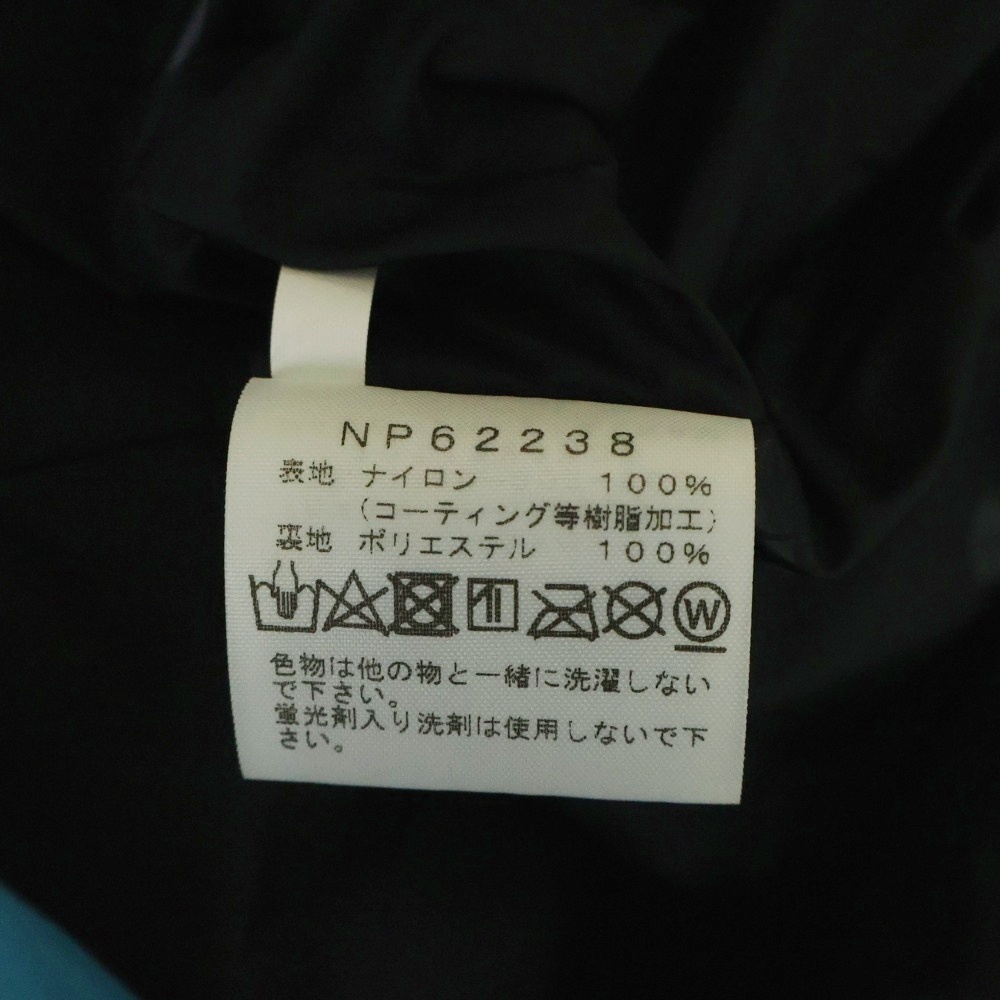 NP62238
表地 ナイロン 100%
(コーティング等樹脂加工)
裏地 ポリエステル 100%
W
色物は他の物と一緒に洗濯しない
で下さい。
蛍光剤入り洗剤は使用しないで下
さい。